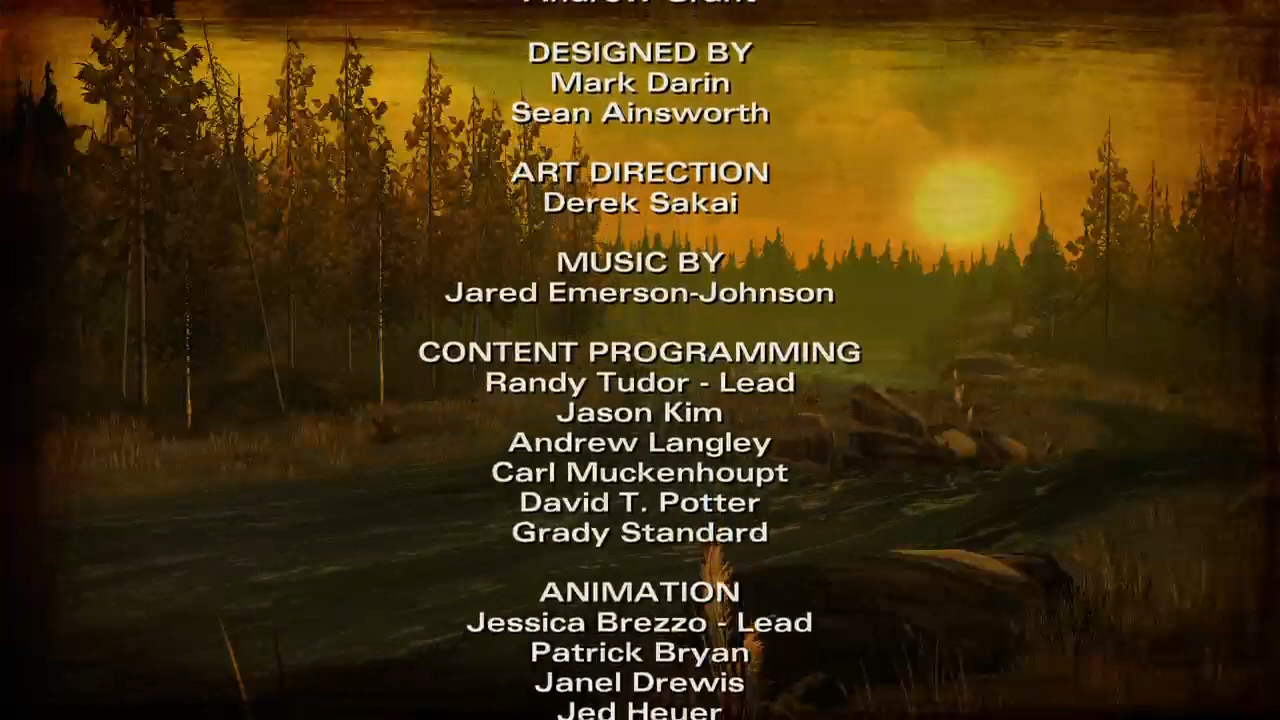 DESIGNED BY
Mark Darin
Sean Ainsworth
ART DIRECTION
Derek Sakai
MUSIC BY
Jared Emerson-Johnson
CONTENT PROGRAMMING
Randy Tudor - Lead
Jason Kim
Andrew Langley
Carl Muckenhoupt
David T. Potter
Grady Standard
ANIMATION
Jessica Brezzo - Lead
Patrick Bryan
Janel Drewis
Jed Heuer